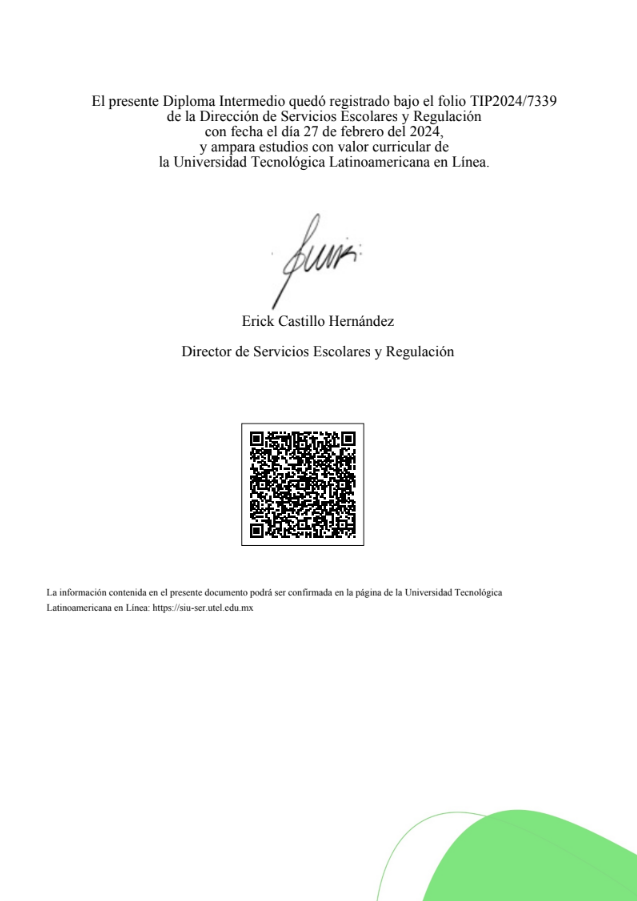 El presente Diploma Intermedio quedó registrado bajo el folio TIP2024/7339
de la Dirección de Servicios Escolares y Regulación
con fecha el día 27 de febrero del 2024,
y ampara estudios con valor curricular de
la Universidad Tecnológica Latinoamericana en Línea.
Erick Castillo Hernández
Director de Servicios Escolares y Regulación
La información contenida en el presente documento podrá ser confirmada en la página de la Universidad Tecnológica
Latinoamericana en Línea: https://siu-ser.utel.edu.mx